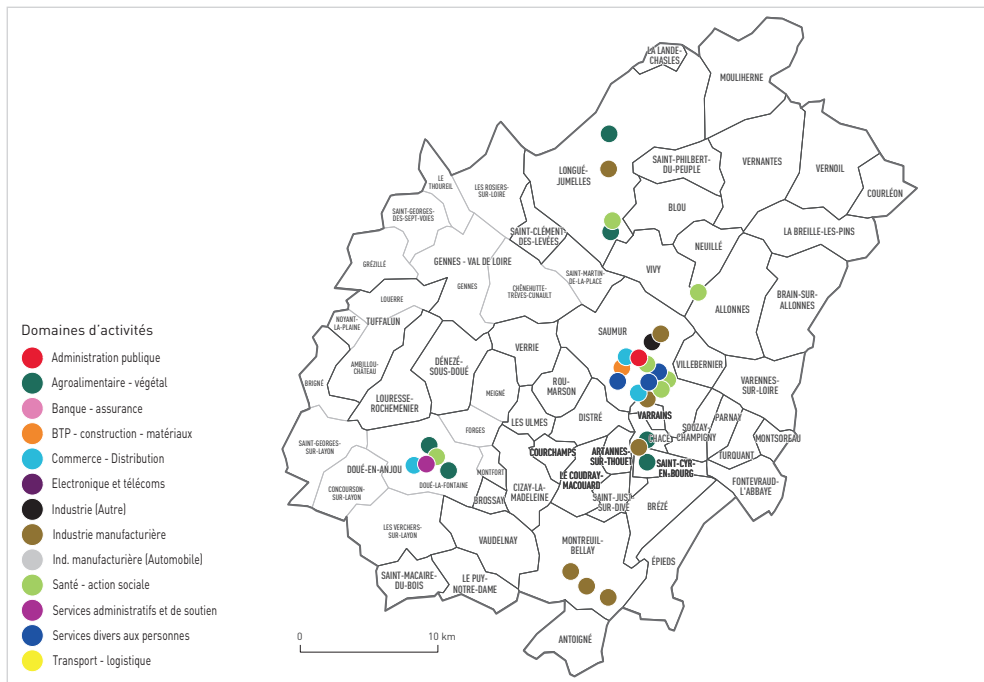 LA LANDE-
CHASLES
MOULIHERNE
LONGUÉ-
JUMELLES
SAINT-PHILBERT-
DU-PEUPLE
VERNANTES
VERNOIL
COURLÉON
LE
THOUREIL
LES ROSIERS-
SUR-LOIRE
BLOU
SAINT-GEORGES-
DES-SEPT-VOIES
SAINT-CLÉMENT-
DES-LEVÉES
LA BREILLE-LES-PINS
NEUILLÉ
GRÉZILLÉ
GENNES - VAL DE LOIRE
VIVY
SAINT-MARTIN-
DE-LA-PLACE
GENNES
CHÊNEHUTTE-
TRÈVES-CUNAULT
LOUERRE
ALLONNES
BRAIN-SUR-
ALLONNES
NOYANT-
LA-PLAINE
TUFFALUN
SAUMUR
VERRIE
AMBILLOU-
CHÂTEAU
DÉNEZÉ-
SOUS-DOUÉ
VILLEBERNIER
BRIGNÉ
MEIGNÉ
ROU-
MARSON
VARENNES-
SUR-LOIRE
LOURESSE-
ROCHEMENIER
LES ULMES
DISTRÉ
VARRAINS
PARNAY
SOUZAY-
CHAMPIGNY
MONTSOREAU
FORGES
CHACÉ
SAINT-GEORGES-
SUR-LAYON
COURCHAMPS
ARTANNES-
SUR-THOUET
TURQUANT
DOUÉ-EN-ANJOU
MONTFORT
LE COUDRAY-
MACOUARD
SAINT-CYR-
EN-BOURG
DOUÉ-LA-FONTAINE
FONTEVRAUD-
L'ABBAYE
CONCOURSON-
SUR-LAYON
BROSSAY
CIZAY-LA-
MADELEINE
SAINT-JUST-
SUR-DIVE
BRÉZÉ
LES VERCHERS-
SUR-LAYON
VAUDELNAY
MONTREUIL-
BELLAY
ÉPIEDS
SAINT-MACAIRE-
DU-BOIS
LE PUY-
NOTRE-DAME
ANTOIGNÉ
Domaines d'activités
Administration publique
Agroalimentaire - végétal
Banque - assurance
BTP - construction - matériaux
Commerce - Distribution
Electronique et télécoms
Industrie (Autre)
Industrie manufacturière
Ind. manufacturière (Automobile)
Santé - action sociale
Services administratifs et de soutien
Services divers aux personnes
Transport - logistique
0 10 km